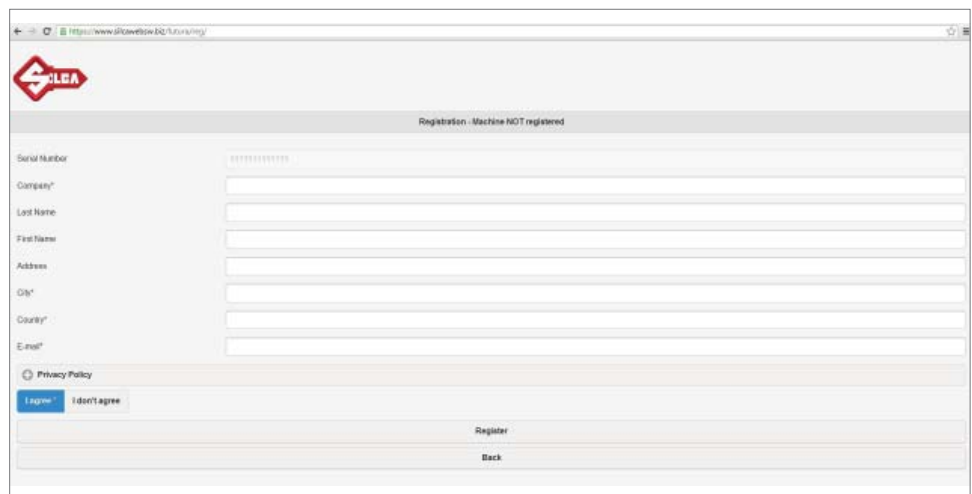 https://www.silcawebsw.biz/futura/reg/
SILCA
Registration - Machine NOT registered
Serial Number
Company*
Last Name
First Name
Address
City*
Country*
E-mail*
Privacy Policy
I agree * I don't agree
Register
Back